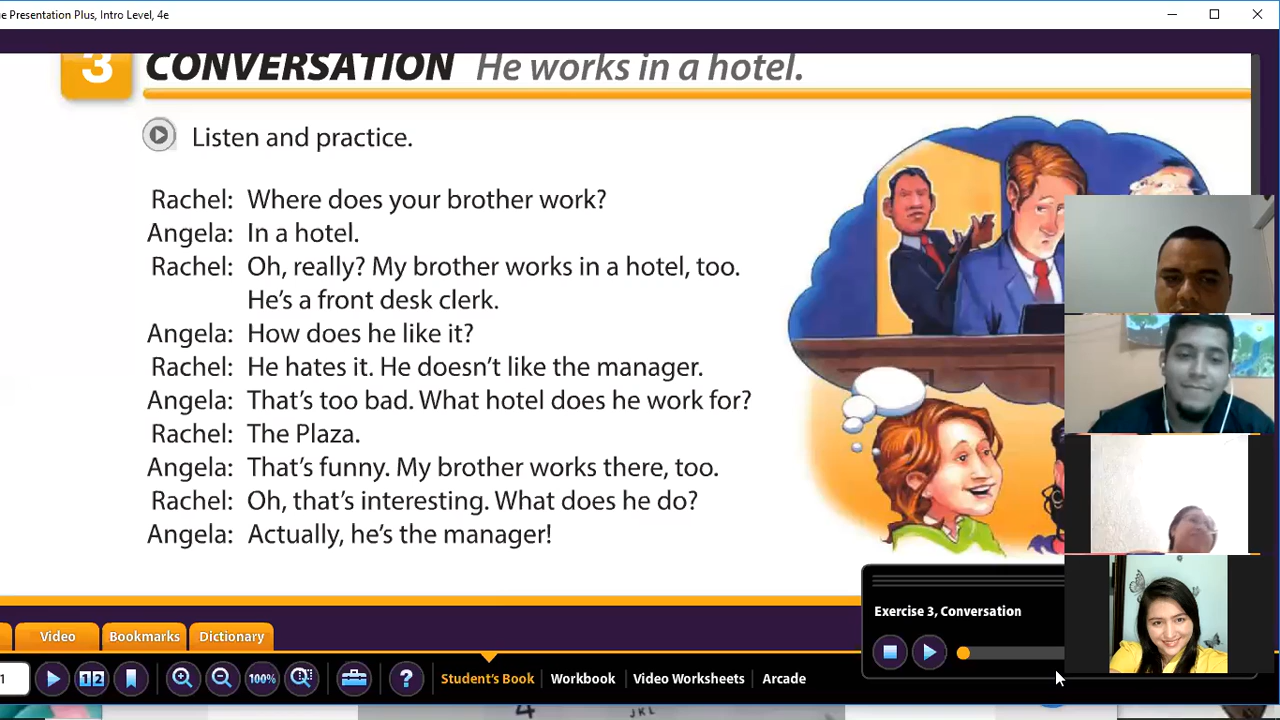 e Presentation Plus, Intro Level, 4e
3 CONVERSATION He works in a hotel.
Listen and practice.
Rachel: Where does your brother work?
Angela: In a hotel.
Rachel: Oh, really? My brother works in a hotel, too.
He's a front desk clerk.
Angela: How does he like it?
Rachel: He hates it. He doesn't like the manager.
Angela: That's too bad. What hotel does he work for?
Rachel: The Plaza.
Angela: That's funny. My brother works there, too.
Rachel: Oh, that's interesting. What does he do?
Angela: Actually, he's the manager!
Exercise 3, Conversation
Video Bookmarks Dictionary
1 12 100% ? Student's Book Workbook Video Worksheets Arcade
4 JKL